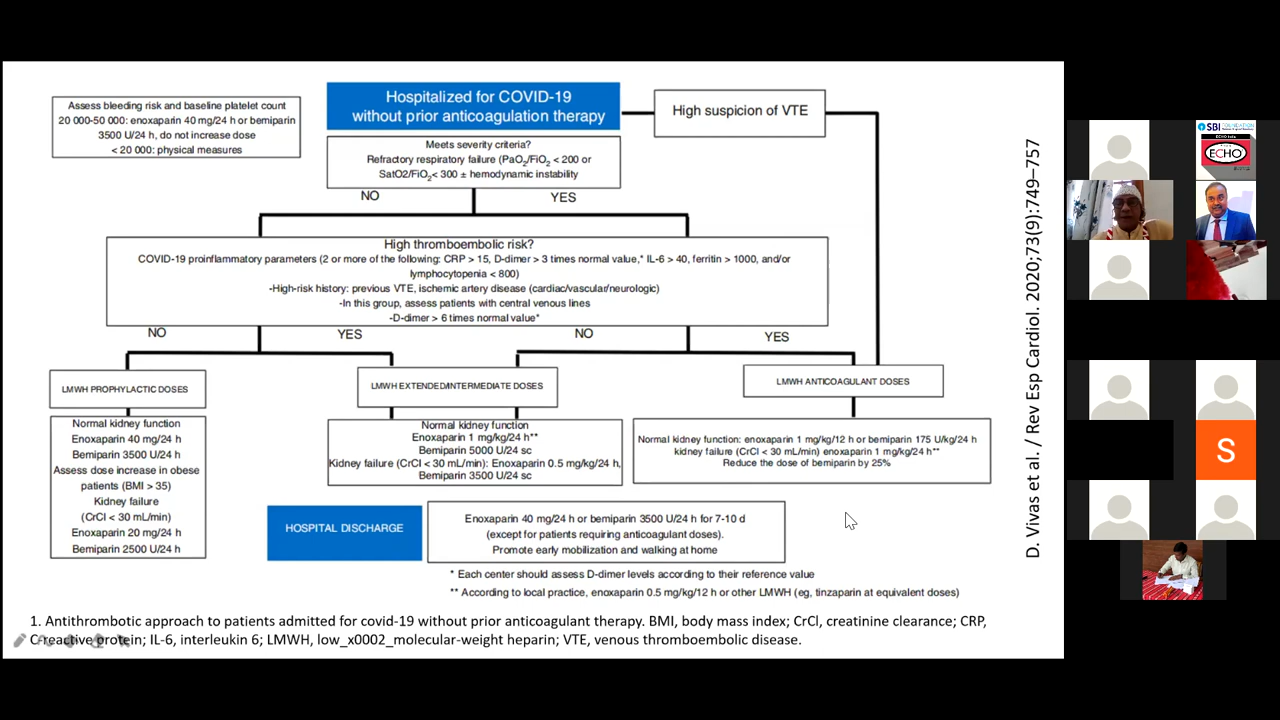 Assess bleeding risk and baseline platelet count
20 000-50 000: enoxaparin 40 mg/24 h or bemiparin
3500 U/24 h, do not increase dose
< 20 000: physical measures
Hospitalized for COVID-19
without prior anticoagulation therapy
High suspicion of VTE
Meets severity criteria?
Refractory respiratory failure (PaO2/FiO2 < 200 or
SatO2/FiO2< 300 ± hemodynamic instability
NO
YES
High thromboembolic risk?
COVID-19 proinflammatory parameters (2 or more of the following: CRP > 15, D-dimer > 3 times normal value,* IL-6 > 40, ferritin > 1000, and/or
lymphocytopenia < 800)
-High-risk history: previous VTE, ischemic artery disease (cardiac/vascular/neurologic)
-In this group, assess patients with central venous lines
-D-dimer > 6 times normal value*
NO
YES
NO
YES
LMWH PROPHYLACTIC DOSES
LMWH EXTENDED/INTERMEDIATE DOSES
LMWH ANTICOAGULANT DOSES
Normal kidney function
Enoxaparin 40 mg/24 h
Bemiparin 3500 U/24 h
Assess dose increase in obese
patients (BMI > 35)
Kidney failure
(CrCl < 30 mL/min)
Enoxaparin 20 mg/24 h
Bemiparin 2500 U/24 h
Normal kidney function
Enoxaparin 1 mg/kg/24 h**
Bemiparin 5000 U/24 sc
Kidney failure (CrCl < 30 mL/min): Enoxaparin 0.5 mg/kg/24 h,
Bemiparin 3500 U/24 sc
Normal kidney function: enoxaparin 1 mg/kg/12 h or bemiparin 175 U/kg/24 h
kidney failure (CrCl < 30 mL/min) enoxaparin 1 mg/kg/24 h**
Reduce the dose of bemiparin by 25%
HOSPITAL DISCHARGE
Enoxaparin 40 mg/24 h or bemiparin 3500 U/24 h for 7-10 d
(except for patients requiring anticoagulant doses).
Promote early mobilization and walking at home
* Each center should assess D-dimer levels according to their reference value
** According to local practice, enoxaparin 0.5 mg/kg/12 h or other LMWH (eg, tinzaparin at equivalent doses)
1. Antithrombotic approach to patients admitted for covid-19 without prior anticoagulant therapy. BMI, body mass index; CrCl, creatinine clearance; CRP,
C-reactive protein; IL-6, interleukin 6; LMWH, low_x0002_molecular-weight heparin; VTE, venous thromboembolic disease.
D. Vivas et al. / Rev Esp Cardiol. 2020;73(9):749–757
SBI FOUNDATION
ECHO India
ECHO
S